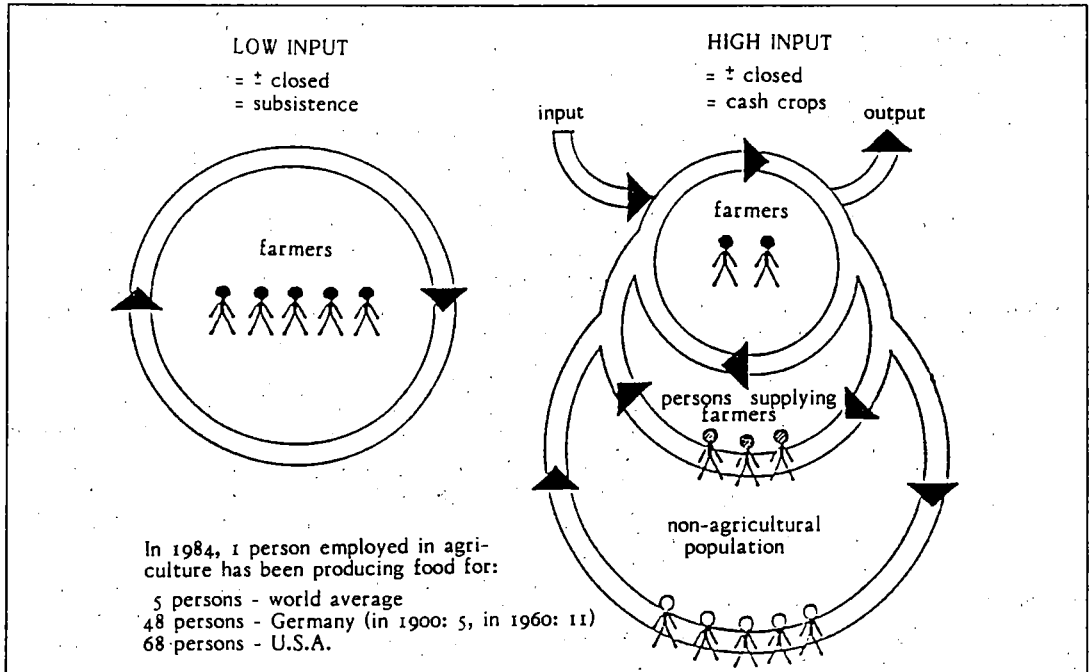 LOW INPUT
= ± closed
= subsistence
farmers
HIGH INPUT
= ± closed
= cash crops
input
output
farmers
persons supplying
farmers
non-agricultural
population
In 1984, 1 person employed in agri-
culture has been producing food for:
5 persons - world average
48 persons - Germany (in 1900: 5, in 1960: 11)
68 persons - U.S.A.